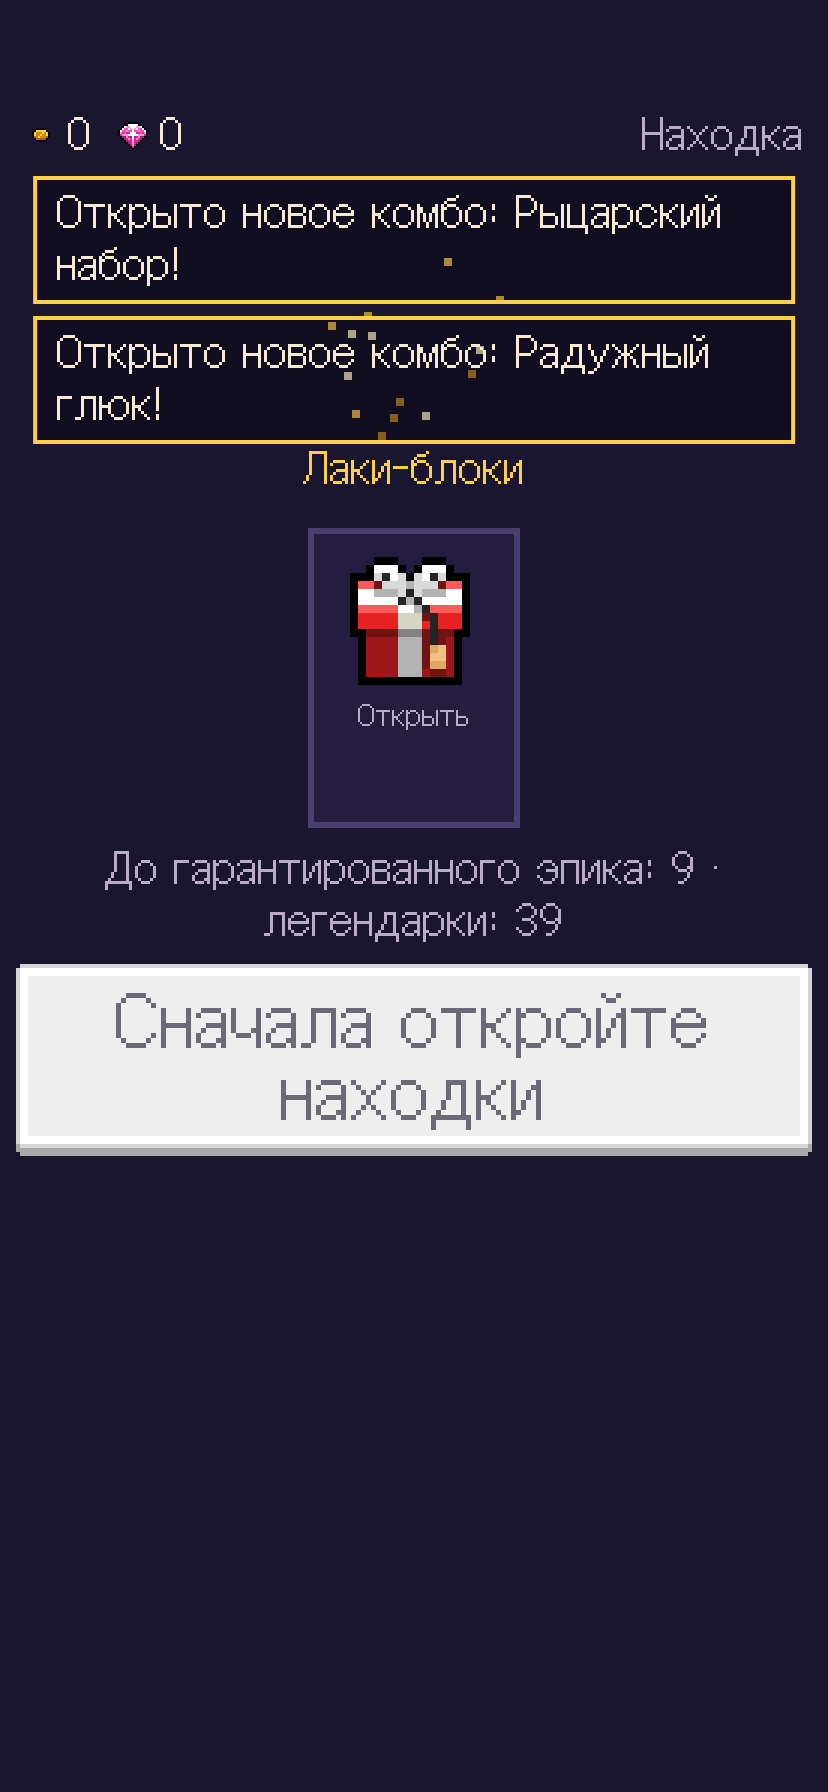 0 0 Находка
Открыто новое комбо: Рыцарский
набор!
Открыто новое комбо: Радужный
глюк!
Лаки-блоки
Открыть
До гарантированного эпика: 9 ·
легендарки: 39
Сначала откройте
находки